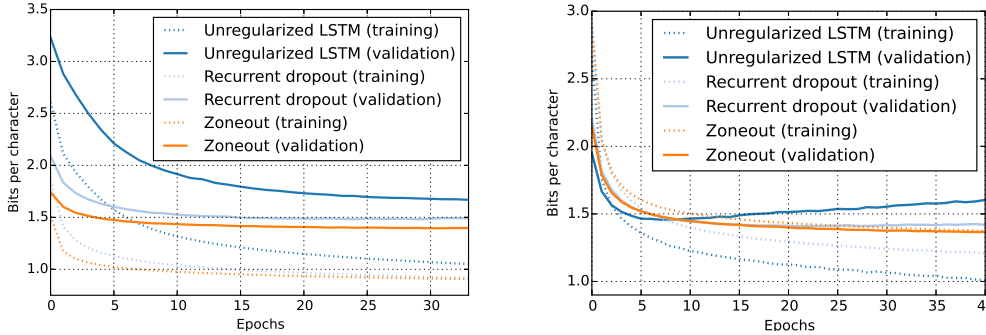 3.5
3.0
2.5
2.0
1.5
1.0
Bits per character
0 5 10 15 20 25 30
Epochs
Unregularized LSTM (training)
Unregularized LSTM (validation)
Recurrent dropout (training)
Recurrent dropout (validation)
Zoneout (training)
Zoneout (validation)
3.0
2.5
2.0
1.5
1.0
Bits per character
0 5 10 15 20 25 30 35 4
Epochs
Unregularized LSTM (training)
Unregularized LSTM (validation)
Recurrent dropout (training)
Recurrent dropout (validation)
Zoneout (training)
Zoneout (validation)